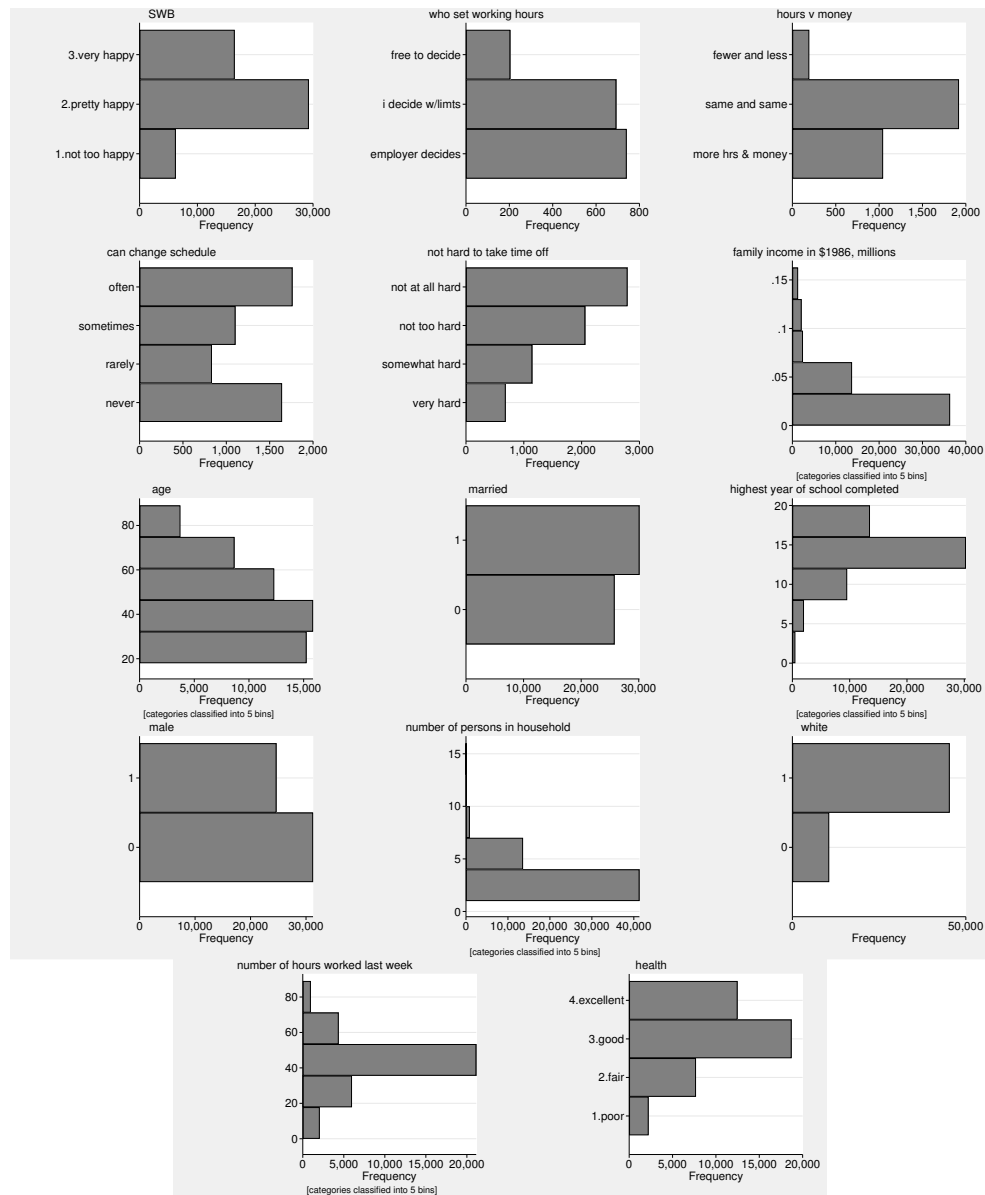 SWB
3.very happy
2.pretty happy
1.not too happy
0 10,000 20,000 30,000
Frequency
who set working hours
free to decide
i decide w/limts
employer decides
0 200 400 600 800
Frequency
hours v money
fewer and less
same and same
more hrs & money
0 500 1,000 1,500 2,000
Frequency
can change schedule
often
sometimes
rarely
never
0 500 1,000 1,500 2,000
Frequency
not hard to take time off
not at all hard
not too hard
somewhat hard
very hard
0 1,000 2,000 3,000
Frequency
family income in $1986, millions
.15
.1
.05
0
0 10,000 20,000 30,000 40,000
Frequency
[categories classified into 5 bins]
age
80
60
40
20
0 5,000 10,000 15,000
Frequency
[categories classified into 5 bins]
married
1
0
0 10,000 20,000 30,000
Frequency
highest year of school completed
20
15
10
5
0
0 10,000 20,000 30,000
Frequency
[categories classified into 5 bins]
male
1
0
0 10,000 20,000 30,000
Frequency
number of persons in household
15
10
5
0
0 10,000 20,000 30,000 40,000
Frequency
[categories classified into 5 bins]
white
1
0
0 50,000
Frequency
number of hours worked last week
80
60
40
20
0
0 5,000 10,000 15,000 20,000
Frequency
[categories classified into 5 bins]
health
4.excellent
3.good
2.fair
1.poor
0 5,000 10,000 15,000 20,000
Frequency